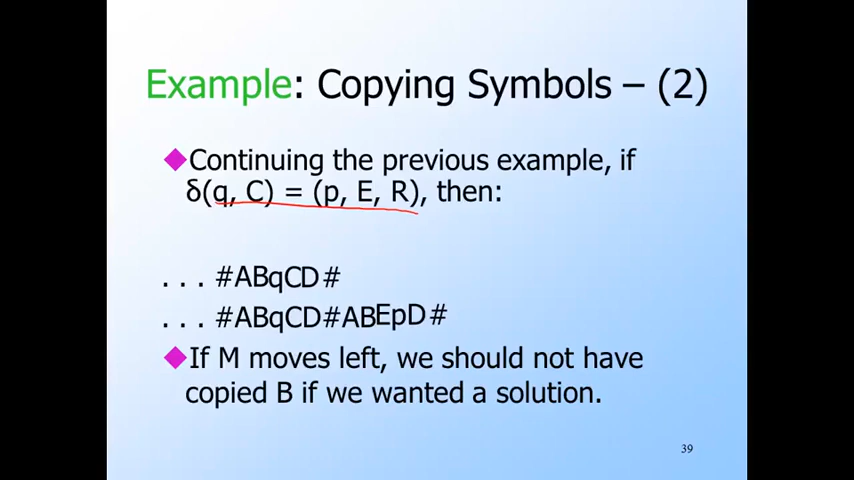 Example: Copying Symbols – (2)
Continuing the previous example, if
δ(q, C) = (p, E, R), then:
. . . #ABqCD#
. . . #ABqCD#ABEpD#
If M moves left, we should not have
copied B if we wanted a solution.
39